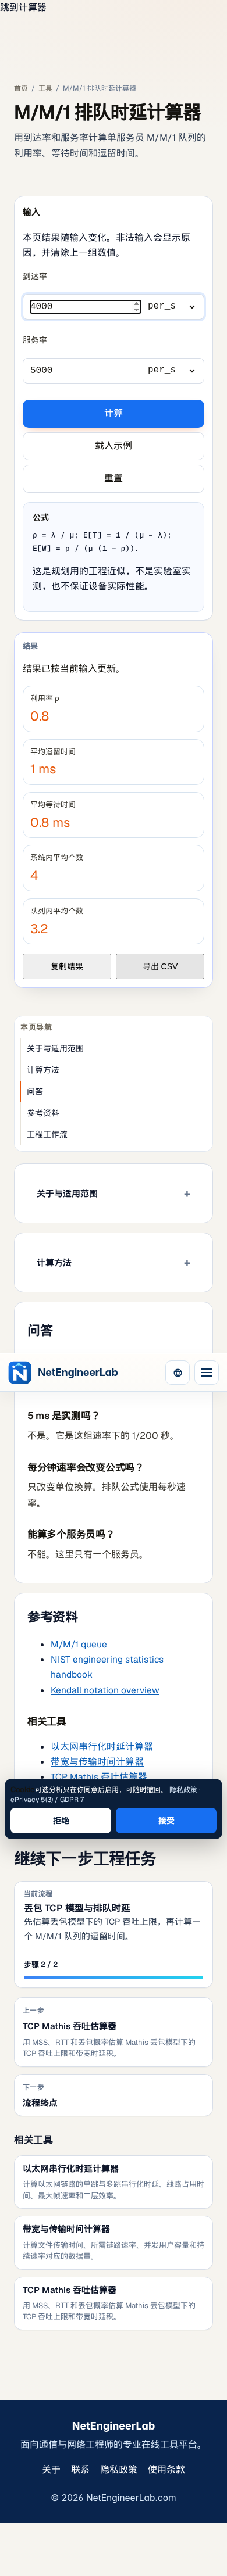 跳到计算器
首页 / 工具 / M/M/1 排队时延计算器
M/M/1 排队时延计算器
用到达率和服务率计算单服务员 M/M/1 队列的
利用率、等待时间和逗留时间。
输入
本页结果随输入变化。非法输入会显示原
因，并清除上一组数值。
到达率
4000 per_s
服务率
5000 per_s
计算
载入示例
重置
公式
ρ = λ / μ; E[T] = 1 / (μ − λ);
E[W] = ρ / (μ (1 − ρ)).
这是规划用的工程近似，不是实验室实
测，也不保证设备实际性能。
结果
结果已按当前输入更新。
利用率 ρ
0.8
平均逗留时间
1 ms
平均等待时间
0.8 ms
系统内平均个数
4
队列内平均个数
3.2
复制结果 导出 CSV
本页导航
关于与适用范围
计算方法
问答
参考资料
工程工作流
关于与适用范围 +
计算方法 +
问答
NetEngineerLab
5 ms 是实测吗？
不是。它是这组速率下的 1/200 秒。
每分钟速率会改变公式吗？
只改变单位换算。排队公式使用每秒速
率。
能算多个服务员吗？
不能。这里只有一个服务员。
参考资料
M/M/1 queue
NIST engineering statistics
handbook
Kendall notation overview
相关工具
以太网串行化时延计算器
带宽与传输时间计算器
TCP Mathis 吞吐估算器
可选分析只在你同意后启用，可随时撤回。 隐私政策 ·
ePrivacy 5(3) / GDPR 7
拒绝 接受
继续下一步工程任务
当前流程
丢包 TCP 模型与排队时延
先估算丢包模型下的 TCP 吞吐上限，再计算一
个 M/M/1 队列的逗留时间。
步骤 2 / 2
上一步
TCP Mathis 吞吐估算器
用 MSS、RTT 和丢包概率估算 Mathis 丢包模型下的
TCP 吞吐上限和带宽时延积。
下一步
流程终点
相关工具
以太网串行化时延计算器
计算以太网链路的单跳与多跳串行化时延、线路占用时
间、最大帧速率和二层效率。
带宽与传输时间计算器
计算文件传输时间、所需链路速率、并发用户容量和持
续速率对应的数据量。
TCP Mathis 吞吐估算器
用 MSS、RTT 和丢包概率估算 Mathis 丢包模型下的
TCP 吞吐上限和带宽时延积。
NetEngineerLab
面向通信与网络工程师的专业在线工具平台。
关于 联系 隐私政策 使用条款
© 2026 NetEngineerLab.com